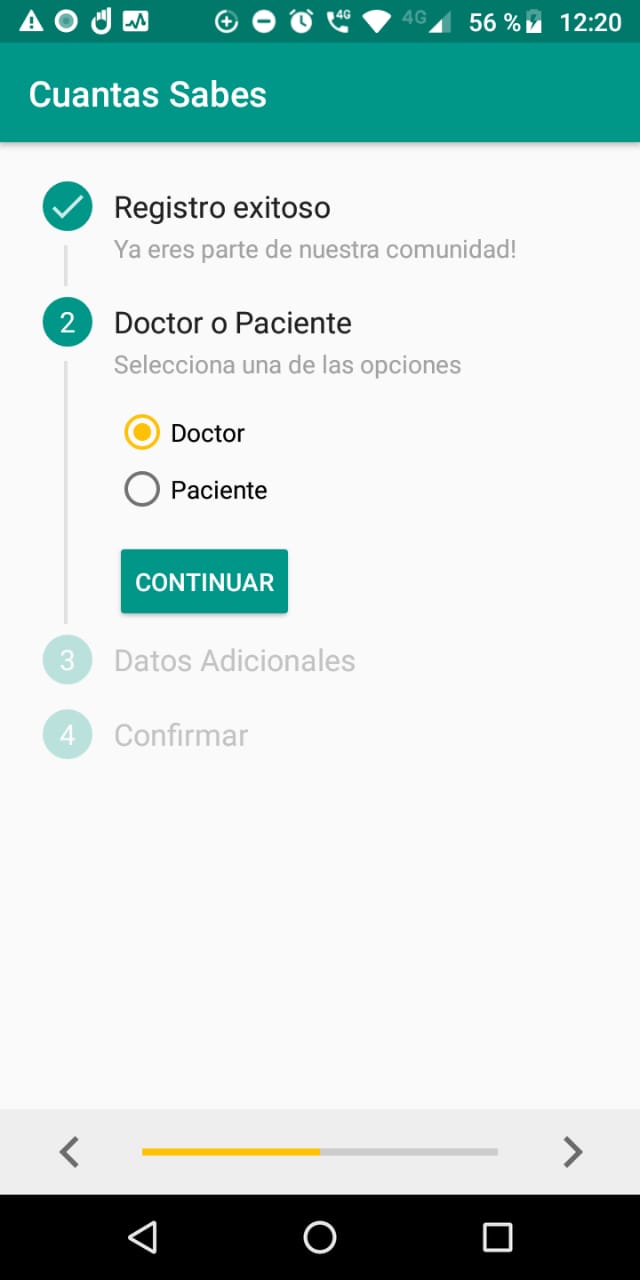 4G 4G 56 % 12:20
Cuantas Sabes
Registro exitoso
Ya eres parte de nuestra comunidad!
2 Doctor o Paciente
Selecciona una de las opciones
Doctor
Paciente
CONTINUAR
3 Datos Adicionales
4 Confirmar